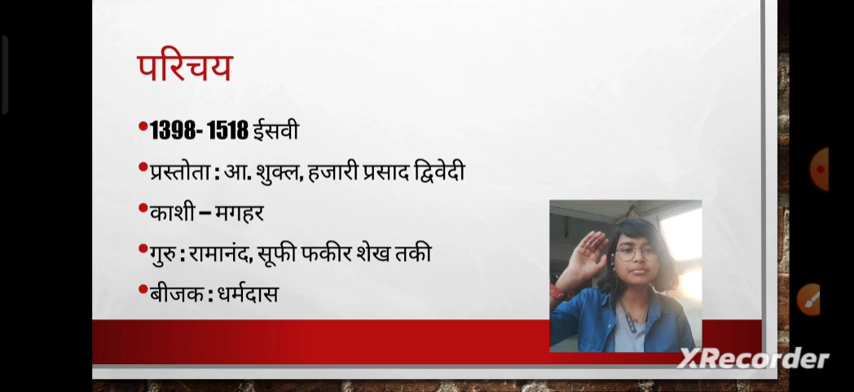 परिचय
•1398- 1518 ईसवी
•प्रस्तोता : आ. शुक्ल, हजारी प्रसाद द्विवेदी
•काशी – मगहर
•गुरु : रामानंद, सूफी फकीर शेख तकी
•बीजक : धर्मदास
XRecorder